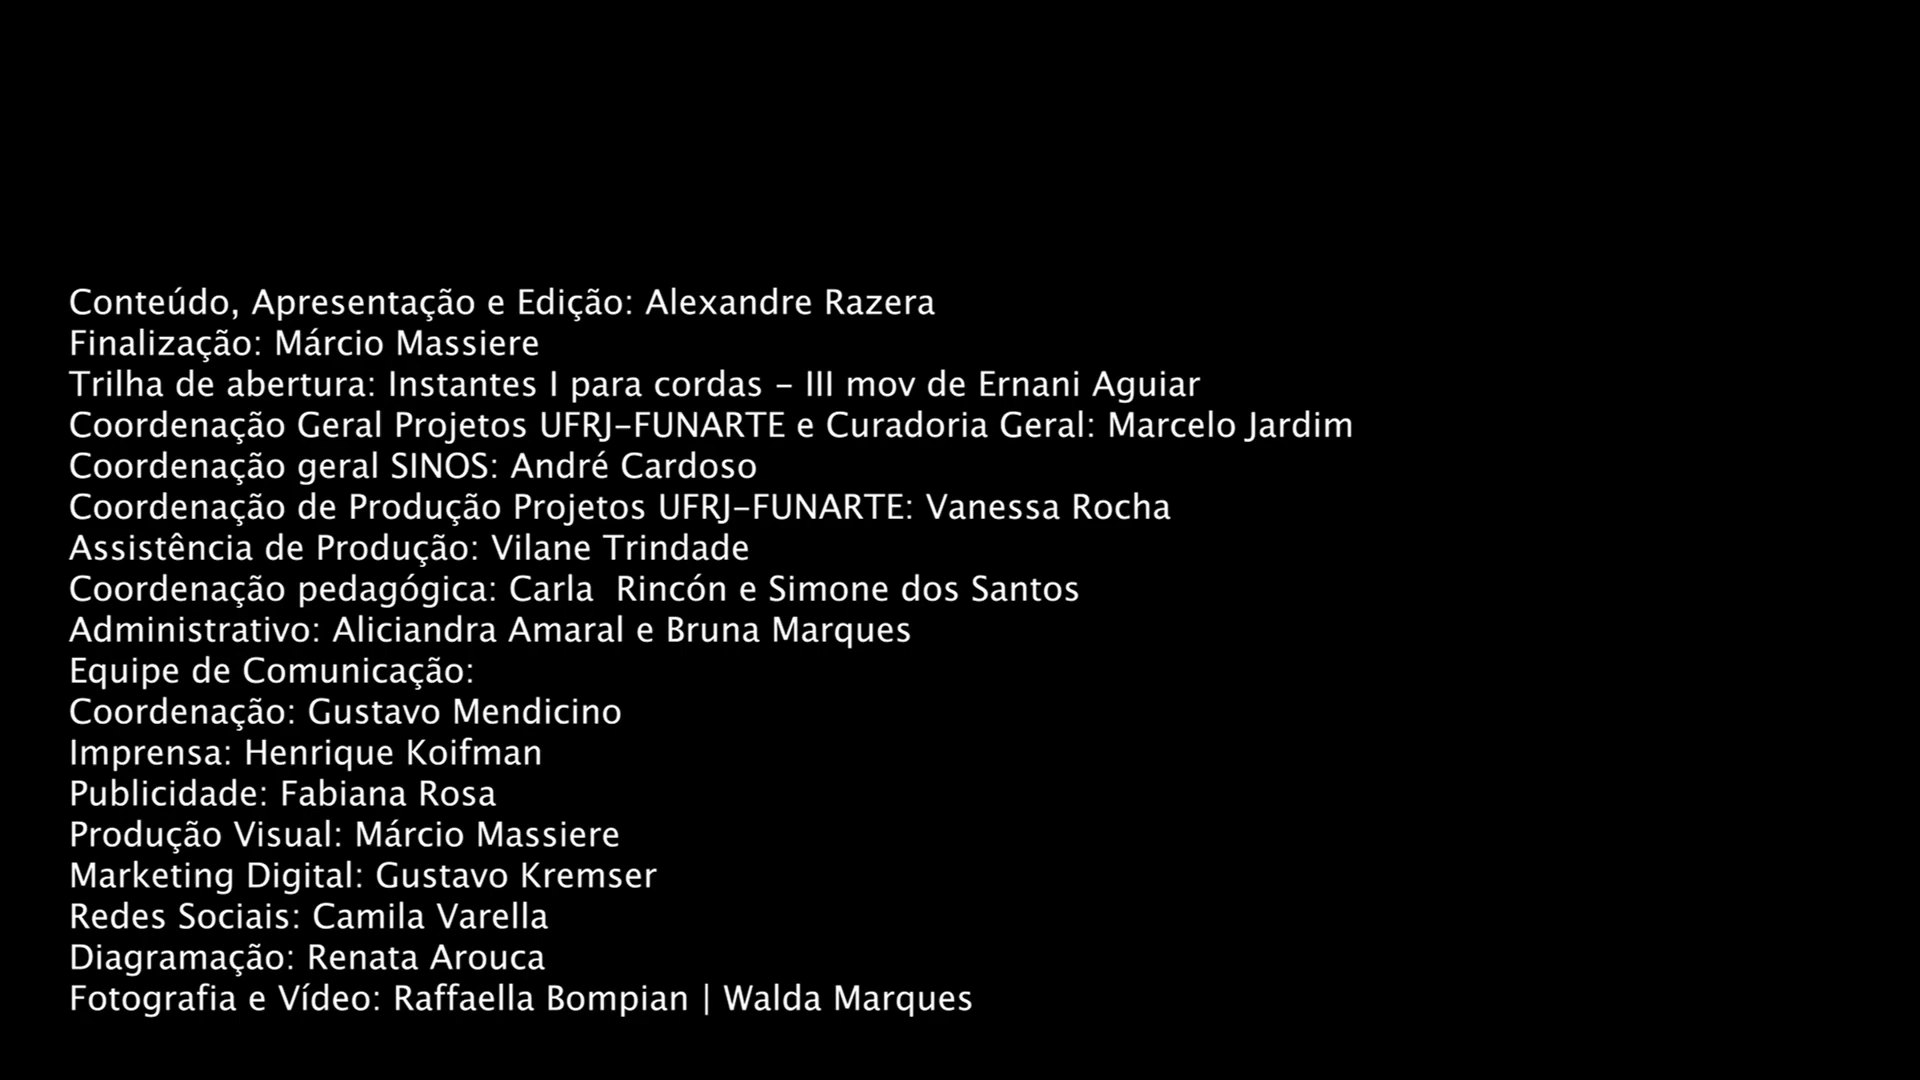 Conteúdo, Apresentação e Edição: Alexandre Razera
Finalização: Márcio Massiere
Trilha de abertura: Instantes I para cordas - III mov de Ernani Aguiar
Coordenação Geral Projetos UFRJ-FUNARTE e Curadoria Geral: Marcelo Jardim
Coordenação geral SINOS: André Cardoso
Coordenação de Produção Projetos UFRJ-FUNARTE: Vanessa Rocha
Assistência de Produção: Vilane Trindade
Coordenação pedagógica: Carla  Rincón e Simone dos Santos
Administrativo: Aliciandra Amaral e Bruna Marques
Equipe de Comunicação:
Coordenação: Gustavo Mendicino
Imprensa: Henrique Koifman
Publicidade: Fabiana Rosa
Produção Visual: Márcio Massiere
Marketing Digital: Gustavo Kremser
Redes Sociais: Camila Varella
Diagramação: Renata Arouca
Fotografia e Vídeo: Raffaella Bompian | Walda Marques